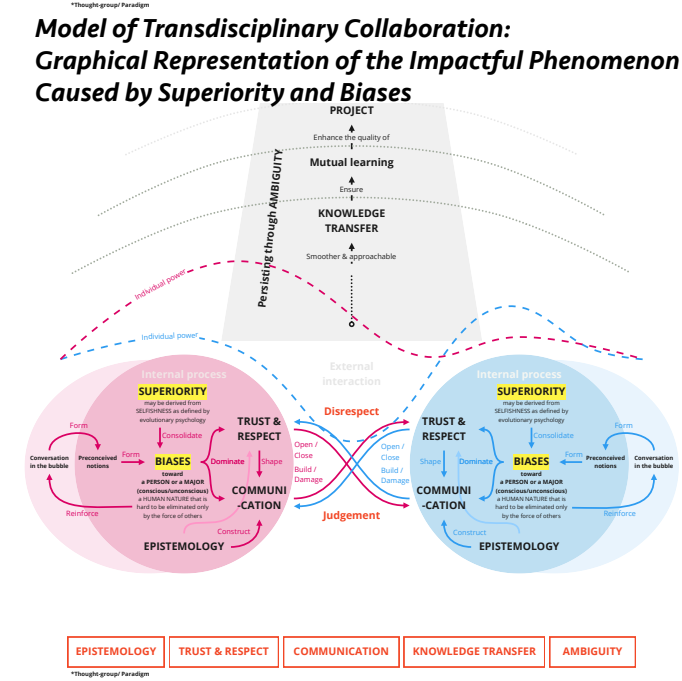 *Thought-group/ Paradigm
Model of Transdisciplinary Collaboration:
Graphical Representation of the Impactful Phenomenon
Caused by Superiority and Biases
PROJECT
Enhance the quality of
Mutual learning
Ensure
KNOWLEDGE
TRANSFER
Smoother & approachable
Persisting through AMBIGUITY
Individual power
Individual power
Internal process
SUPERIORITY
may be derived from
SELFISHNESS as defined by
evolutionary psychology
Consolidate
Form
Conversation
in the bubble
Preconceived
notions
Form
BIASES
toward
a PERSON or a MAJOR
(conscious/unconscious)
a HUMAN NATURE that is
hard to be eliminated only
by the force of others
Reinforce
Dominate
TRUST &
RESPECT
Shape
COMMUNI
-CATION
Construct
EPISTEMOLOGY
External
interaction
Disrespect
Open /
Close
Build /
Damage
Open /
Close
Build /
Damage
Judgement
Internal process
SUPERIORITY
may be derived from
SELFISHNESS as defined by
evolutionary psychology
Consolidate
TRUST &
RESPECT
Shape
Dominate
COMMUNI
-CATION
BIASES
toward
a PERSON or a MAJOR
(conscious/unconscious)
a HUMAN NATURE that is
hard to be eliminated only
by the force of others
Form
Preconceived
notions
Form
Conversation
in the bubble
Reinforce
Construct
EPISTEMOLOGY
EPISTEMOLOGY
TRUST & RESPECT
COMMUNICATION
KNOWLEDGE TRANSFER
AMBIGUITY
*Thought-group/ Paradigm